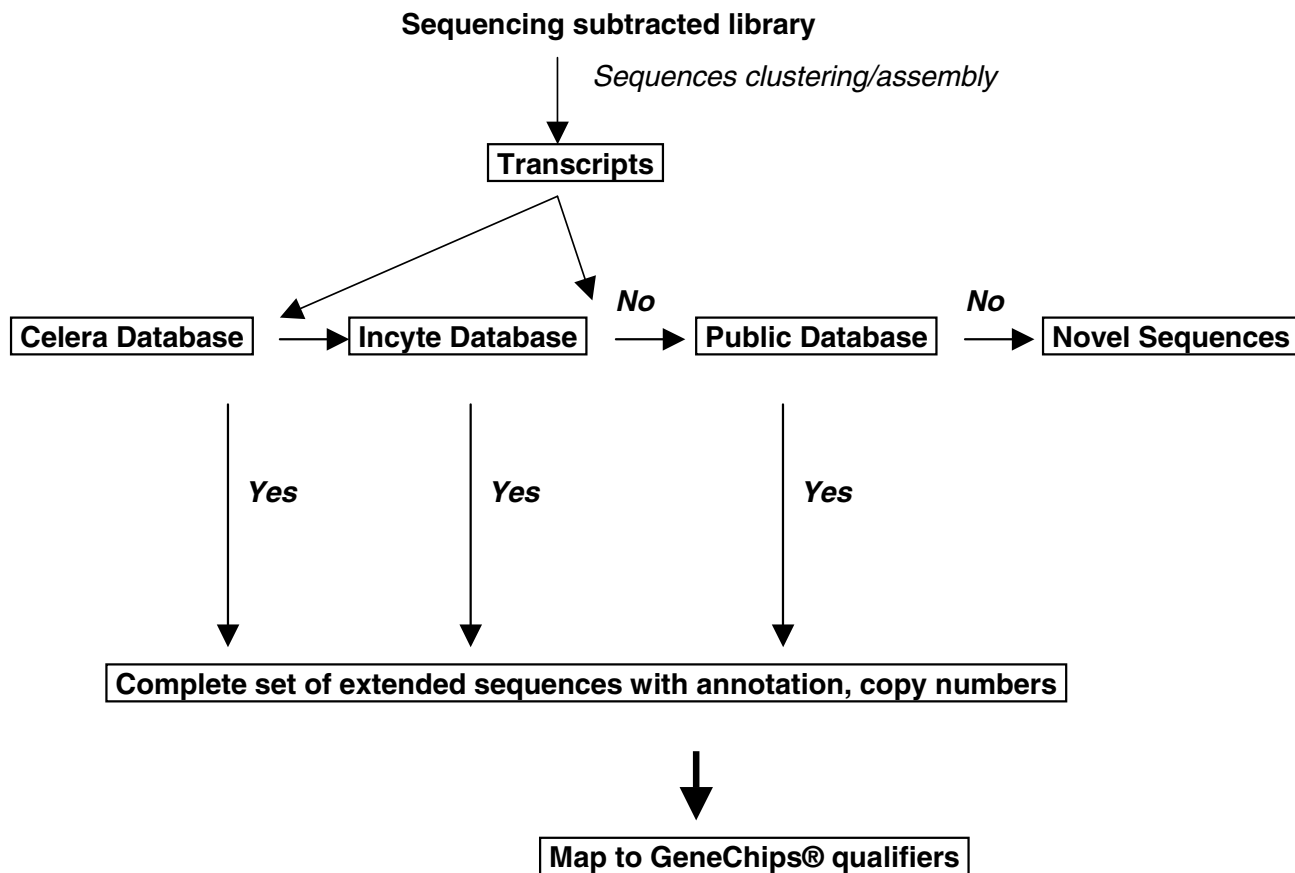 Sequencing subtracted library
Sequences clustering/assembly
Transcripts
No
No
Celera Database
Incyte Database
Public Database
Novel Sequences
Yes
Yes
Yes
Complete set of extended sequences with annotation, copy numbers
Map to GeneChips® qualifiers